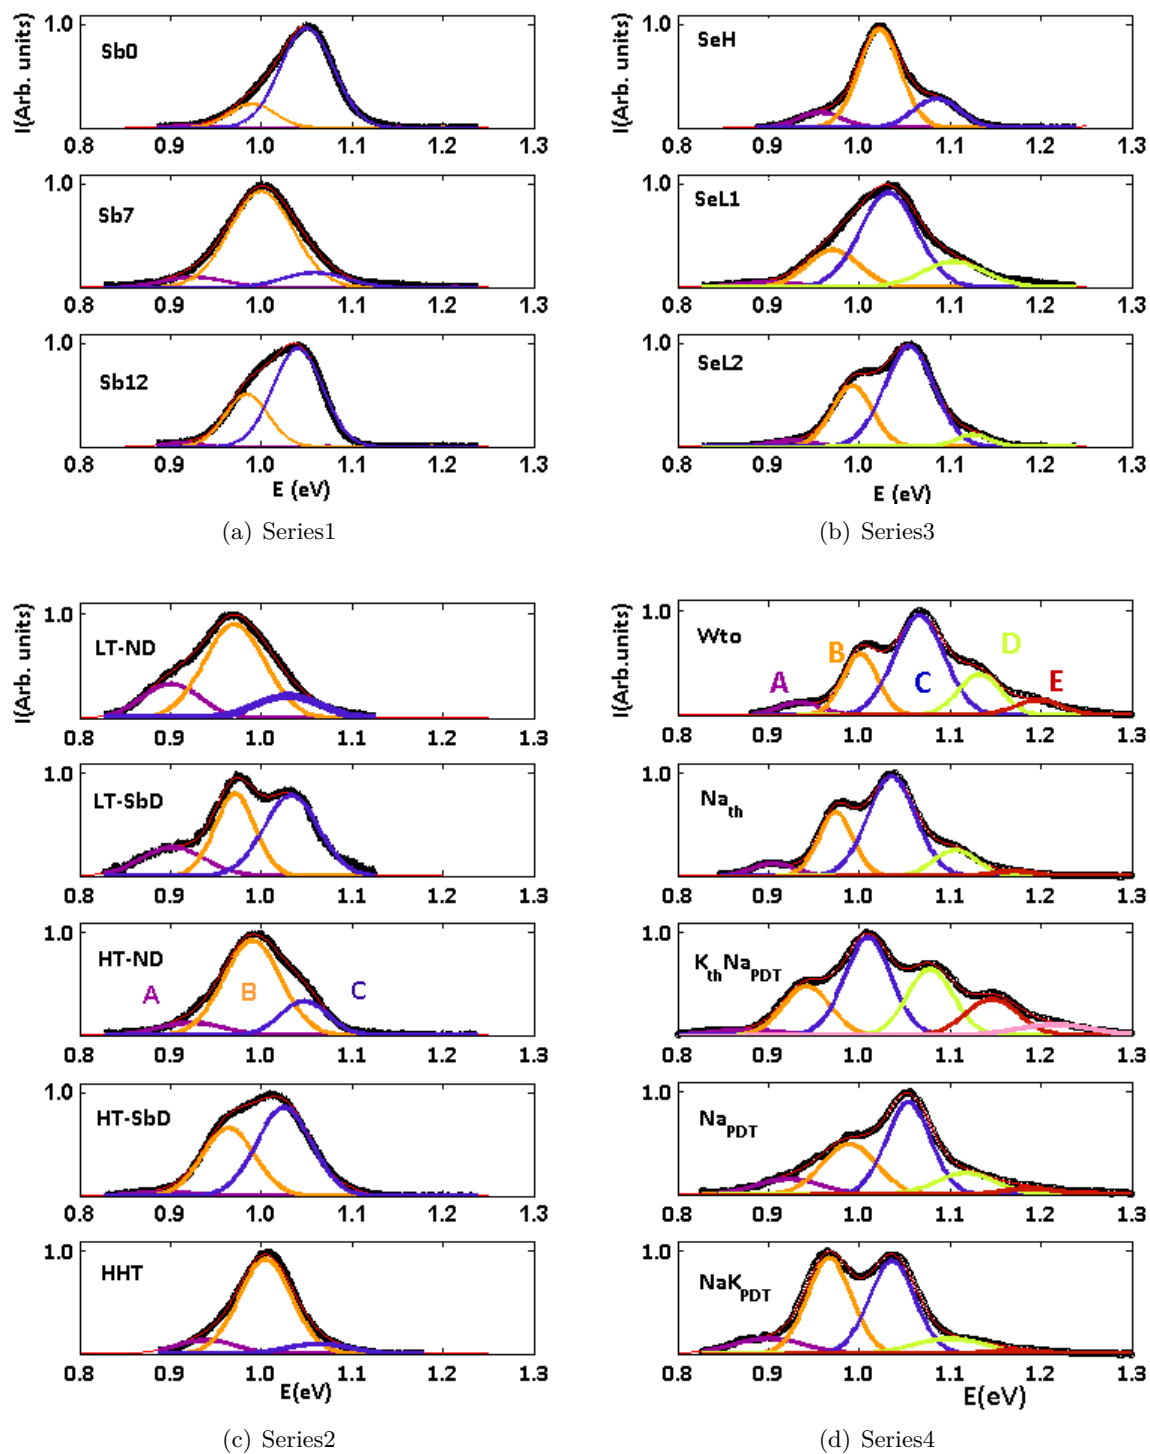 I(Arb. units)
1.0
Sb0
0.8 0.9 1.0 1.1 1.2 1.3
1.0
Sb7
0.8 0.9 1.0 1.1 1.2 1.3
1.0
Sb12
0.8 0.9 1.0 1.1 1.2 1.3
E (eV)
(a) Series1
I(Arb. units)
1.0
SeH
0.8 0.9 1.0 1.1 1.2 1.3
1.0
SeL1
0.8 0.9 1.0 1.1 1.2 1.3
1.0
SeL2
0.8 0.9 1.0 1.1 1.2 1.3
E (eV)
(b) Series3
I(Arb. units)
1.0
LT-ND
0.8 0.9 1.0 1.1 1.2 1.3
1.0
LT-SbD
0.8 0.9 1.0 1.1 1.2 1.3
1.0
HT-ND
A B C
0.8 0.9 1.0 1.1 1.2 1.3
1.0
HT-SbD
0.8 0.9 1.0 1.1 1.2 1.3
1.0
HHT
0.8 0.9 1.0 1.1 1.2 1.3
E(eV)
(c) Series2
I(Arb.units)
1.0
Wto
A B C D E
0.8 0.9 1.0 1.1 1.2 1.3
1.0
Na_th
0.8 0.9 1.0 1.1 1.2 1.3
1.0
K_th Na_PDT
0.8 0.9 1.0 1.1 1.2 1.3
1.0
Na_PDT
0.8 0.9 1.0 1.1 1.2 1.3
1.0
NaK_PDT
0.8 0.9 1.0 1.1 1.2 1.3
E(eV)
(d) Series4